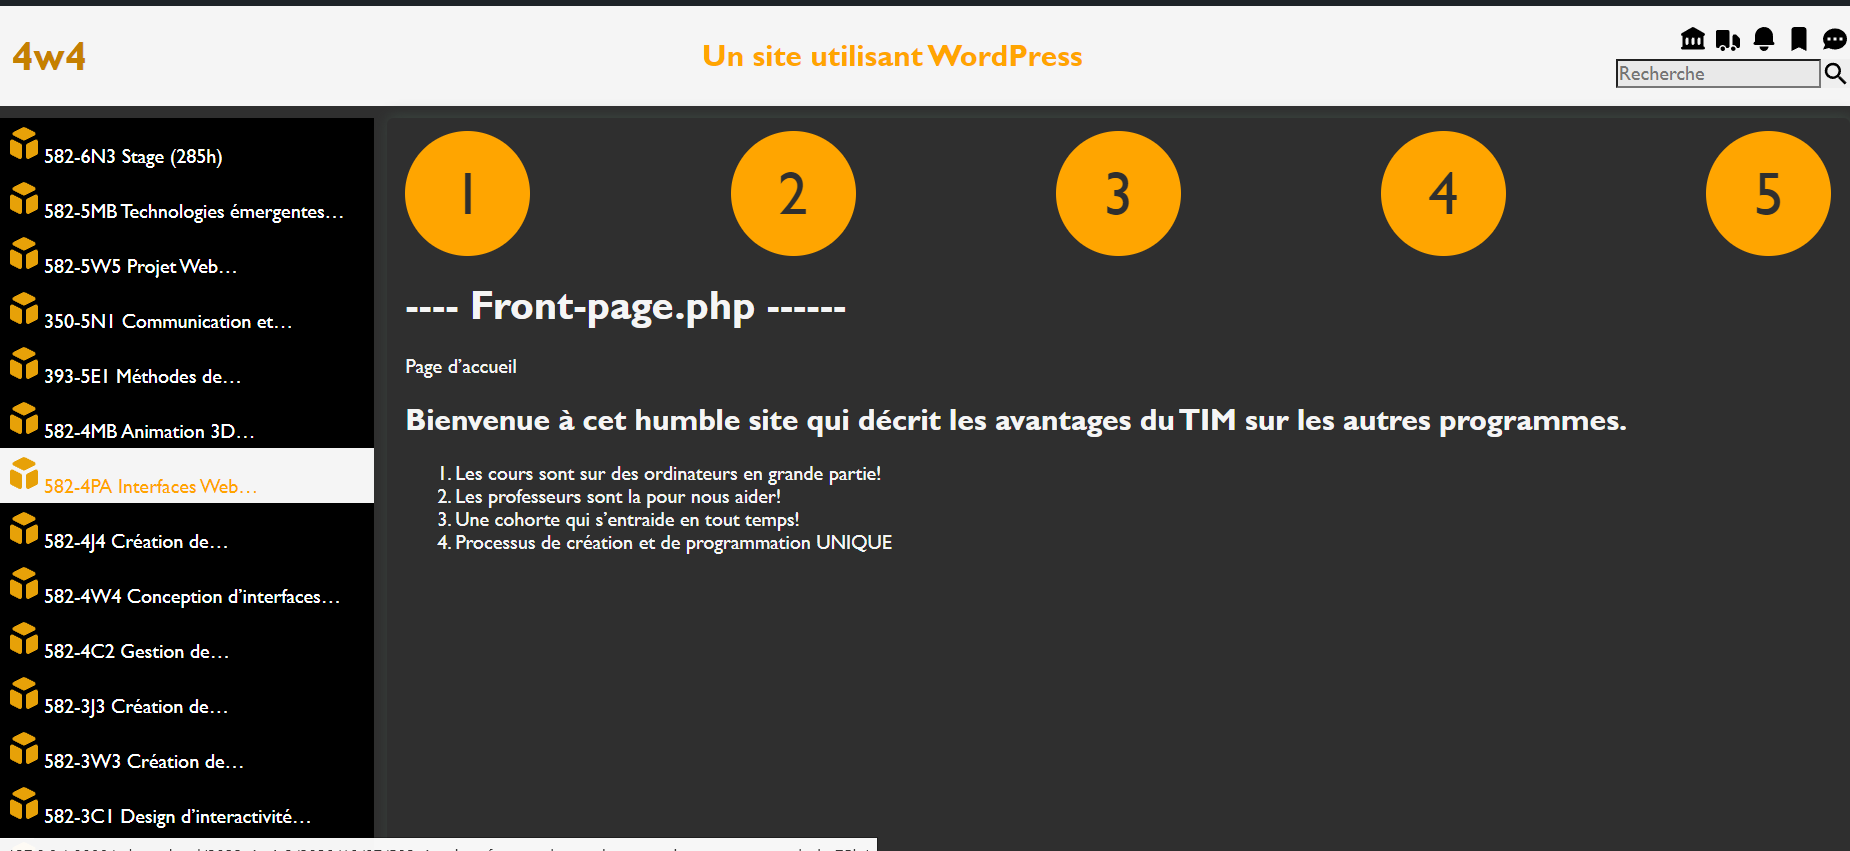 4w4
Un site utilisant WordPress
Recherche
582-6N3 Stage (285h)
582-5MB Technologies émergentes…
582-5W5 Projet Web…
350-5N1 Communication et…
393-5E1 Méthodes de…
582-4MB Animation 3D…
582-4PA Interfaces Web…
582-4J4 Création de…
582-4W4 Conception d’interfaces…
582-4C2 Gestion de…
582-3J3 Création de…
582-3W3 Création de…
582-3C1 Design d’interactivité…
1 2 3 4 5
---- Front-page.php ------
Page d’accueil
Bienvenue à cet humble site qui décrit les avantages du TIM sur les autres programmes.
1. Les cours sont sur des ordinateurs en grande partie!
2. Les professeurs sont la pour nous aider!
3. Une cohorte qui s’entraide en tout temps!
4. Processus de création et de programmation UNIQUE